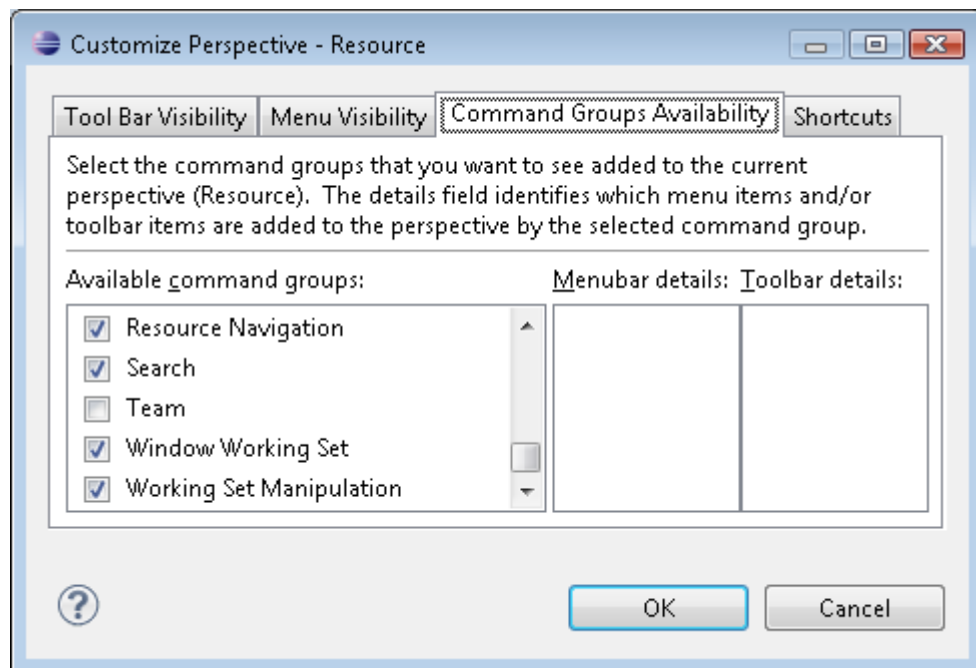 Customize Perspective - Resource
Tool Bar Visibility Menu Visibility Command Groups Availability Shortcuts
Select the command groups that you want to see added to the current
perspective (Resource).  The details field identifies which menu items and/or
toolbar items are added to the perspective by the selected command group.
Available command groups: Menubar details: Toolbar details:
Resource Navigation
Search
Team
Window Working Set
Working Set Manipulation
? OK Cancel